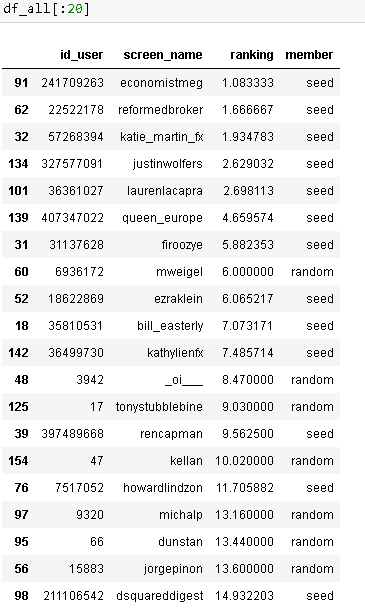 df_all[:20]
id_user screen_name ranking member
91 241709263 economistmeg 1.083333 seed
62 22522178 reformedbroker 1.666667 seed
32 57268394 katie_martin_fx 1.934783 seed
134 327577091 justinwolfers 2.629032 seed
101 36361027 laurenlacapra 2.698113 seed
139 407347022 queen_europe 4.659574 seed
31 31137628 firoozye 5.882353 seed
60 6936172 mweigel 6.000000 random
52 18622869 ezraklein 6.065217 seed
18 35810531 bill_easterly 7.073171 seed
142 36499730 kathylienfx 7.485714 seed
48 3942 _oi___ 8.470000 random
125 17 tonystubblebine 9.030000 random
39 397489668 rencapman 9.562500 seed
154 47 kellan 10.020000 random
76 7517052 howardlindzon 11.705882 seed
97 9320 michalp 13.160000 random
95 66 dunstan 13.440000 random
56 15883 jorgepinon 13.600000 random
98 211106542 dsquareddigest 14.932203 seed